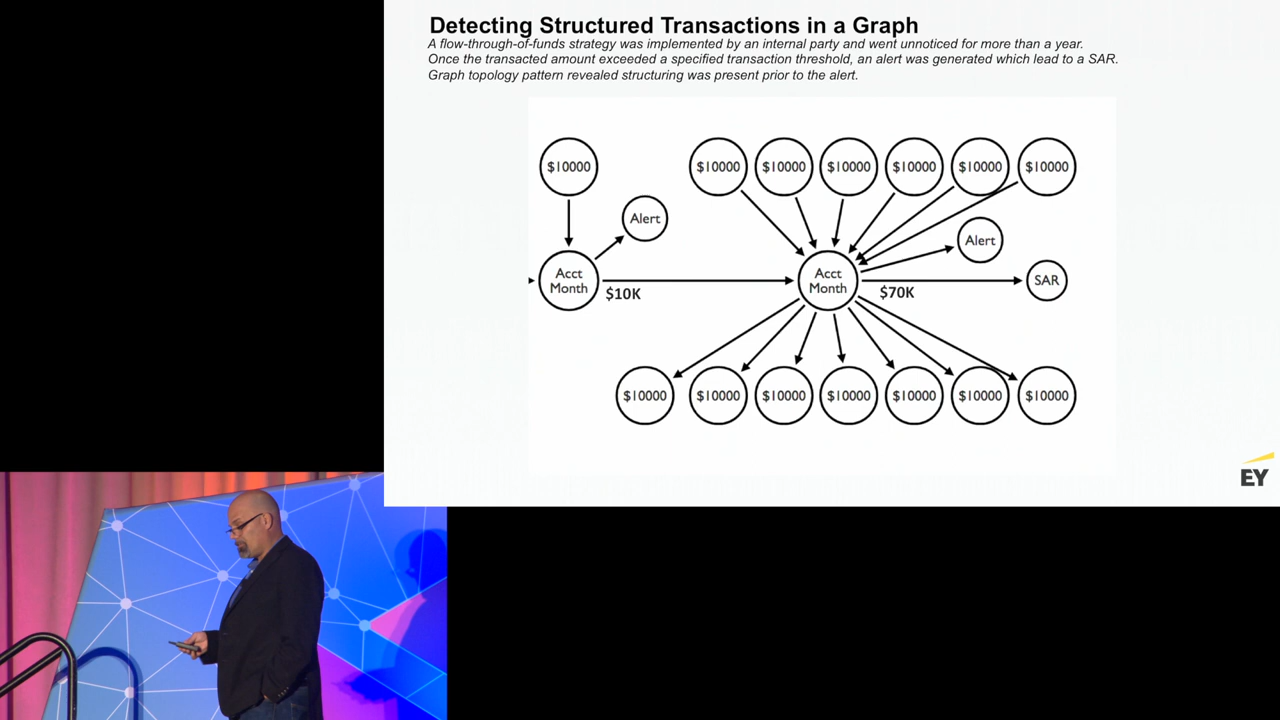 Detecting Structured Transactions in a Graph
A flow-through-of-funds strategy was implemented by an internal party and went unnoticed for more than a year.
Once the transacted amount exceeded a specified transaction threshold, an alert was generated which lead to a SAR.
Graph topology pattern revealed structuring was present prior to the alert.
$10000
$10000
$10000
$10000
$10000
$10000
$10000
Alert
Alert
Acct
Month
$10K
Acct
Month
$70K
SAR
$10000
$10000
$10000
$10000
$10000
$10000
$10000
EY